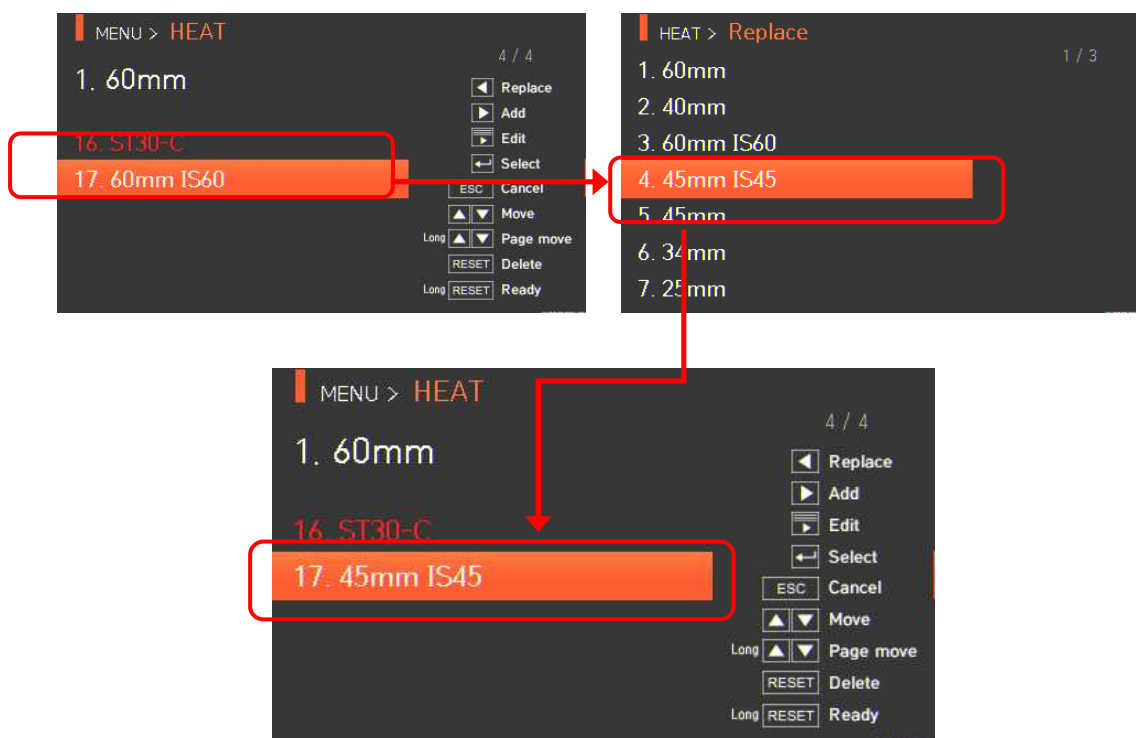 MENU > HEAT
4 / 4
1. 60mm
Replace
Add
16. ST30-C
Edit
17. 60mm IS60
Select
ESC Cancel
Move
Long Page move
RESET Delete
Long RESET Ready
HEAT > Replace
1 / 3
1. 60mm
2. 40mm
3. 60mm IS60
4. 45mm IS45
5. 45mm
6. 34mm
7. 25mm
MENU > HEAT
4 / 4
1. 60mm
Replace
Add
16. ST30-C
Edit
17. 45mm IS45
Select
ESC Cancel
Move
Long Page move
RESET Delete
Long RESET Ready